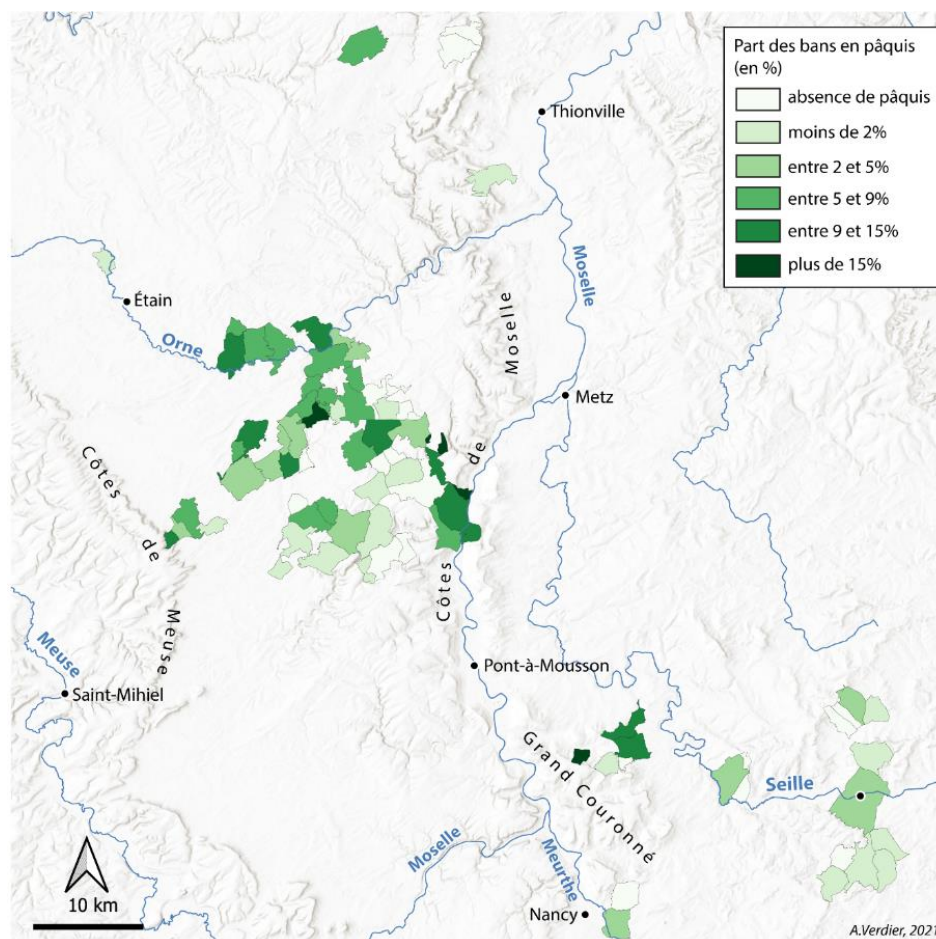 Part des bans en pâquis
(en %)
absence de pâquis
moins de 2%
entre 2 et 5%
entre 5 et 9%
entre 9 et 15%
plus de 15%
Thionville
Moselle
Étain
Orne
Côtes de Moselle
Metz
Côtes de Meuse
Meuse
Saint-Mihiel
Pont-à-Mousson
Grand Couronné
Seille
Moselle
Meurthe
Nancy
10 km
A.Verdier, 2021